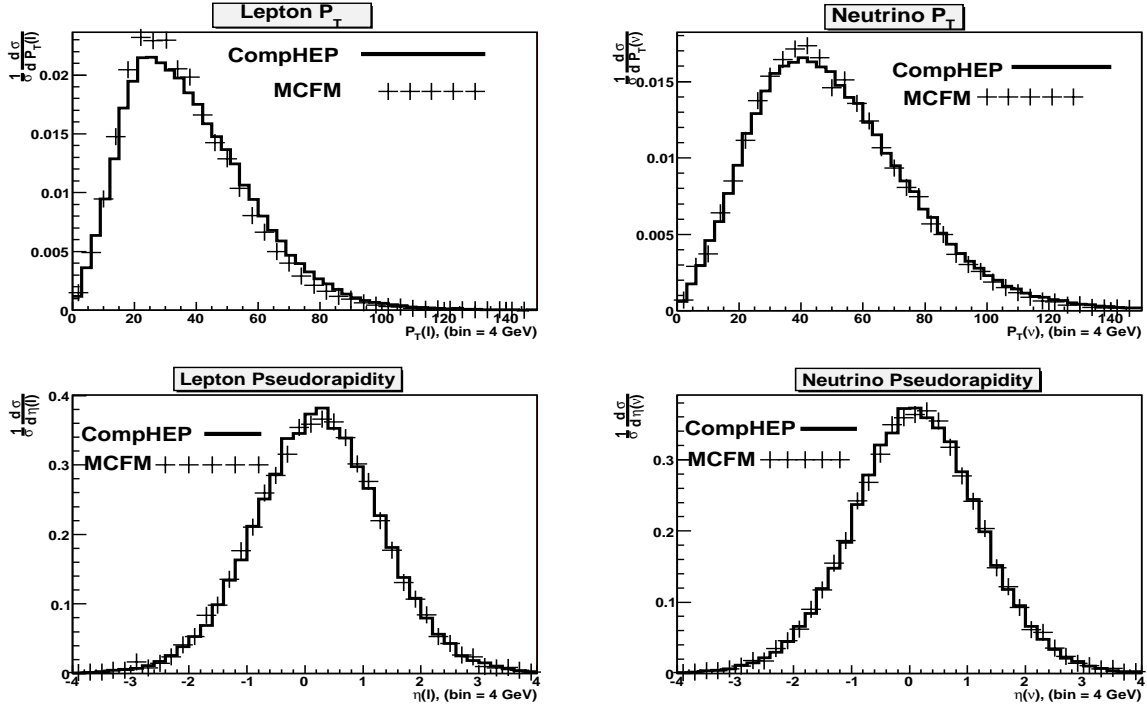 Lepton P_T
1/σ dσ/d P_T(l)
CompHEP
MCFM
0.02
0.015
0.01
0.005
0
0 20 40 60 80 100 120 140
P_T(l), (bin = 4 GeV)
Neutrino P_T
1/σ dσ/d P_T(ν)
CompHEP
MCFM
0.015
0.01
0.005
0
0 20 40 60 80 100 120 140
P_T(ν), (bin = 4 GeV)
Lepton Pseudorapidity
1/σ dσ/d η(l)
0.4
CompHEP
MCFM
0.3
0.2
0.1
0
-4 -3 -2 -1 0 1 2 3 4
η(l), (bin = 4 GeV)
Neutrino Pseudorapidity
1/σ dσ/d η(ν)
CompHEP
MCFM
0.3
0.2
0.1
0
-4 -3 -2 -1 0 1 2 3 4
η(ν), (bin = 4 GeV)